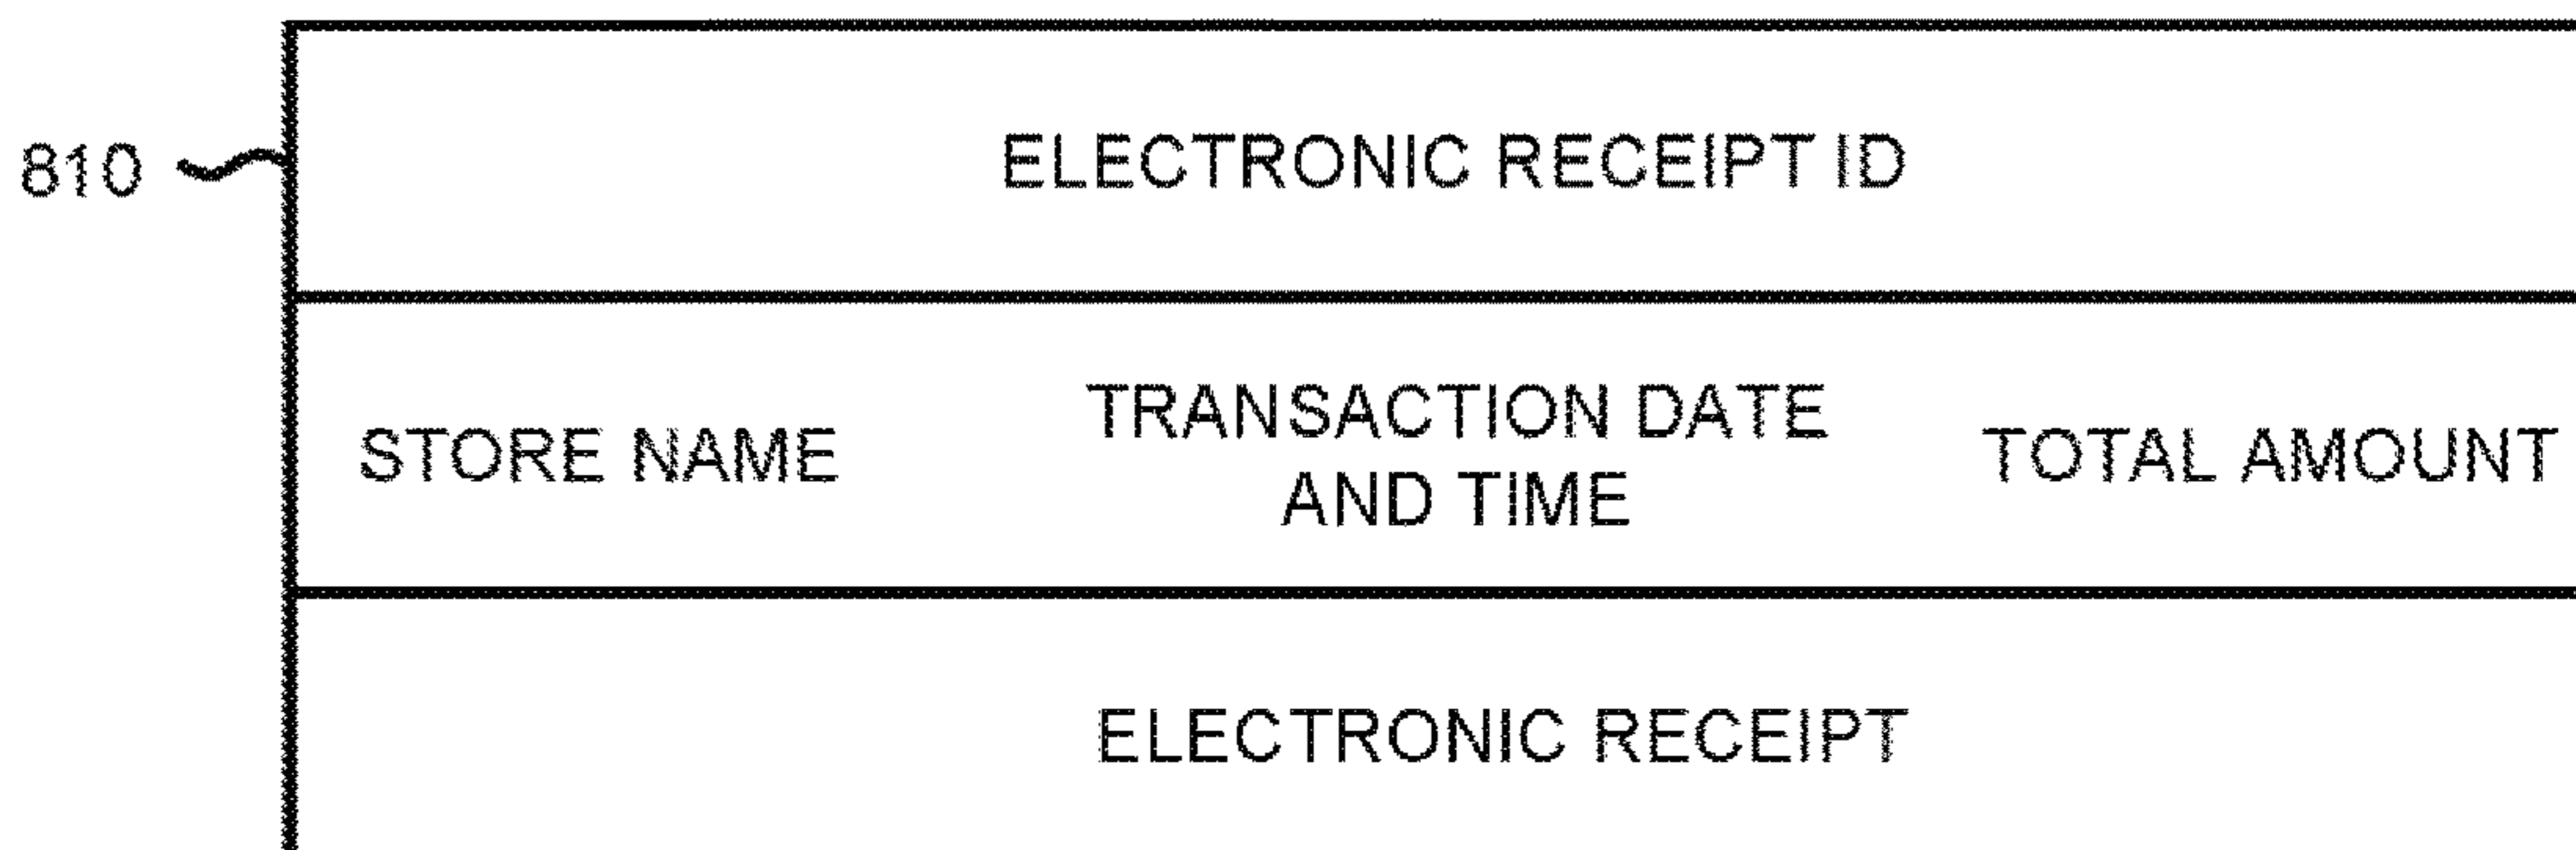 810
ELECTRONIC RECEIPT ID
STORE NAME
TRANSACTION DATE
AND TIME
TOTAL AMOUNT
ELECTRONIC RECEIPT